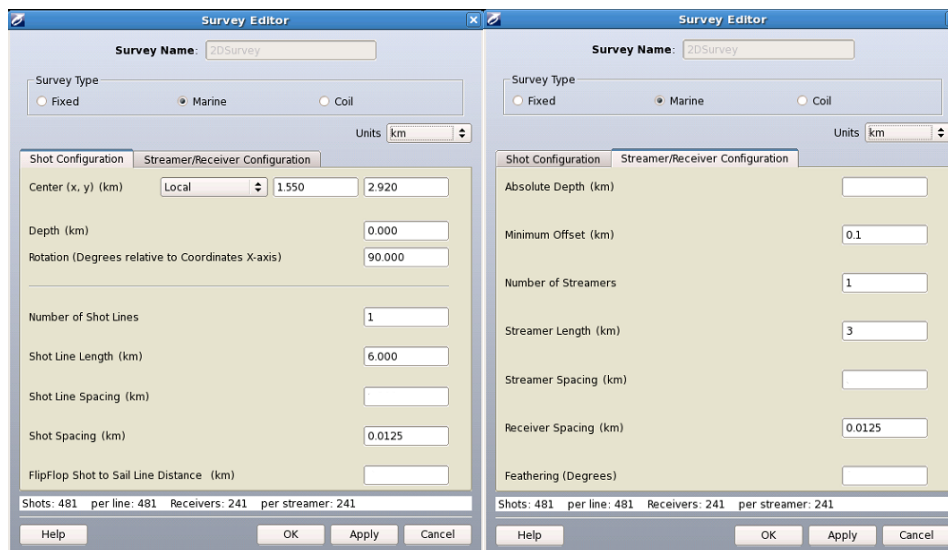 Survey Editor
Survey Name: 2DSurvey
Survey Type
Fixed Marine Coil
Units km
Shot Configuration Streamer/Receiver Configuration
Center (x, y) (km) Local 1.550 2.920
Depth (km) 0.000
Rotation (Degrees relative to Coordinates X-axis) 90.000
Number of Shot Lines 1
Shot Line Length (km) 6.000
Shot Line Spacing (km)
Shot Spacing (km) 0.0125
FlipFlop Shot to Sail Line Distance (km)
Shots: 481 per line: 481 Receivers: 241 per streamer: 241
Help OK Apply Cancel
Survey Editor
Survey Name: 2DSurvey
Survey Type
Fixed Marine Coil
Units km
Shot Configuration Streamer/Receiver Configuration
Absolute Depth (km)
Minimum Offset (km) 0.1
Number of Streamers 1
Streamer Length (km) 3
Streamer Spacing (km)
Receiver Spacing (km) 0.0125
Feathering (Degrees)
Shots: 481 per line: 481 Receivers: 241 per streamer: 241
Help OK Apply Cancel